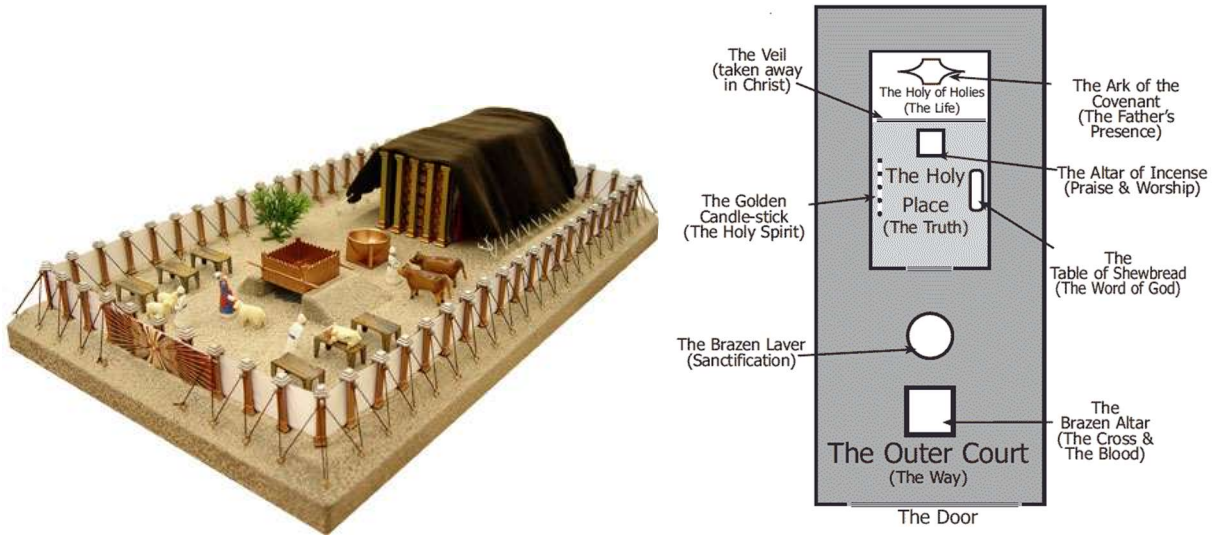 The Veil
(taken away
in Christ)
The Holy of Holies
(The Life)
The Ark of the
Covenant
(The Father's
Presence)
The Altar of Incense
(Praise & Worship)
The Holy
Place
(The Truth)
The Golden
Candle-stick
(The Holy Spirit)
The
Table of Shewbread
(The Word of God)
The Brazen Laver
(Sanctification)
The
Brazen Altar
(The Cross &
The Blood)
The Outer Court
(The Way)
The Door